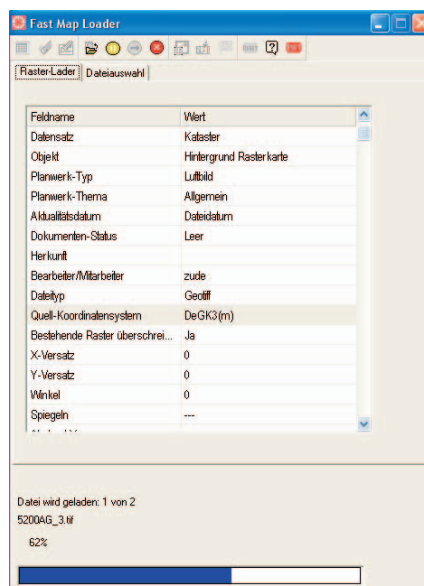 Fast Map Loader
Raster-Lader Dateiauswahl
Feldname Wert
Datensatz Kataster
Objekt Hintergrund Rasterkarte
Planwerk-Typ Luftbild
Planwerk-Thema Allgemein
Aktualitätsdatum Dateidatum
Dokumenten-Status Leer
Herkunft
Bearbeiter/Mitarbeiter zude
Dateityp Geotiff
Quell-Koordinatensystem DeGK3(m)
Bestehende Raster überschrei... Ja
X-Versatz 0
Y-Versatz 0
Winkel 0
Spiegeln ---
Datei wird geladen: 1 von 2
5200AG_3.tif
62%